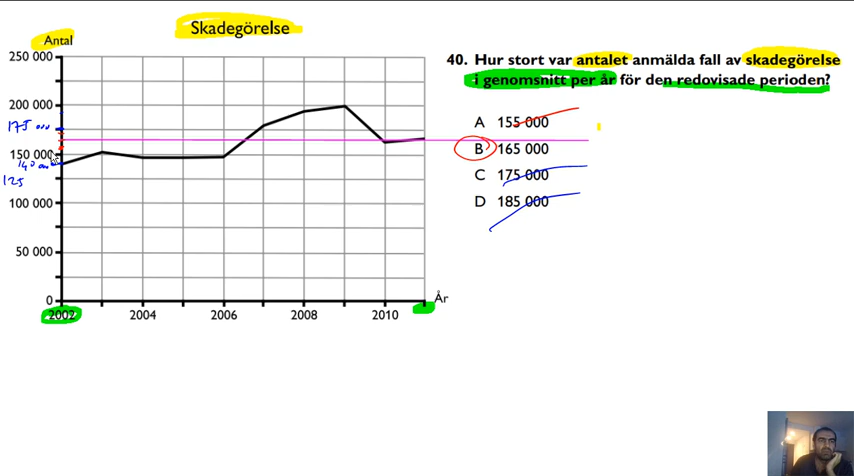 Skadegörelse
Antal
250 000
200 000
175 000
150 000
140 000
125
100 000
50 000
0
År
2002 2004 2006 2008 2010
40. Hur stort var antalet anmälda fall av skadegörelse
i genomsnitt per år för den redovisade perioden?
A 155 000
B 165 000
C 175 000
D 185 000